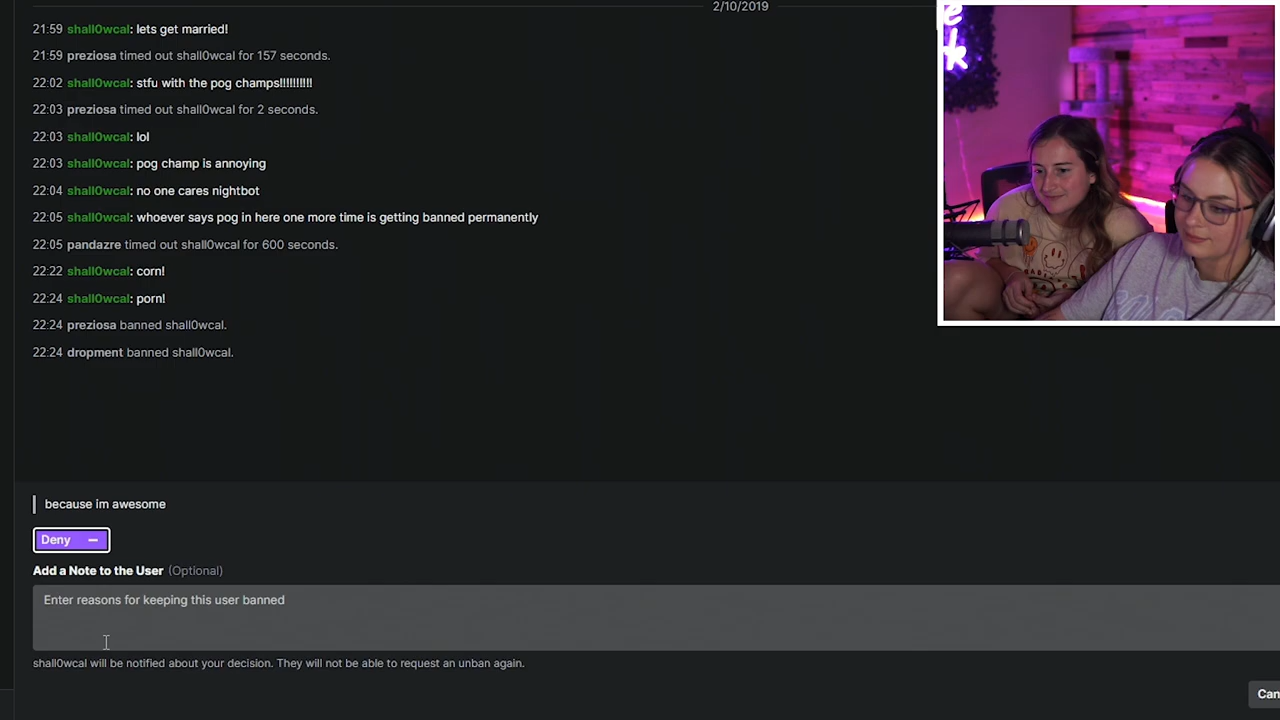 2/10/2019
21:59 shall0wcal: lets get married!
21:59 preziosa timed out shall0wcal for 157 seconds.
22:02 shall0wcal: stfu with the pog champs!!!!!!!!!!
22:03 preziosa timed out shall0wcal for 2 seconds.
22:03 shall0wcal: lol
22:03 shall0wcal: pog champ is annoying
22:04 shall0wcal: no one cares nightbot
22:05 shall0wcal: whoever says pog in here one more time is getting banned permanently
22:05 pandazre timed out shall0wcal for 600 seconds.
22:22 shall0wcal: corn!
22:24 shall0wcal: porn!
22:24 preziosa banned shall0wcal.
22:24 dropment banned shall0wcal.
because im awesome
Deny
Add a Note to the User (Optional)
Enter reasons for keeping this user banned
shall0wcal will be notified about your decision. They will not be able to request an unban again.
Can